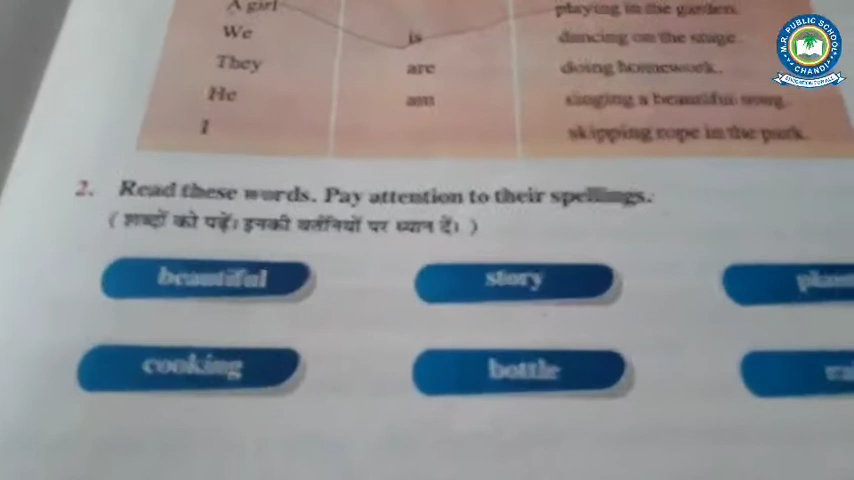 A girl playing in the garden.
We is dancing on the stage
They are doing homework.
He am singing a beautiful song.
I skipping rope in the park.
2. Read these words. Pay attention to their spellings.
( शब्दों को पढ़ें। इनकी वर्तनियों पर ध्यान दें। )
beautiful story
cooking bottle
M.R. PUBLIC SCHOOL
CHANDI